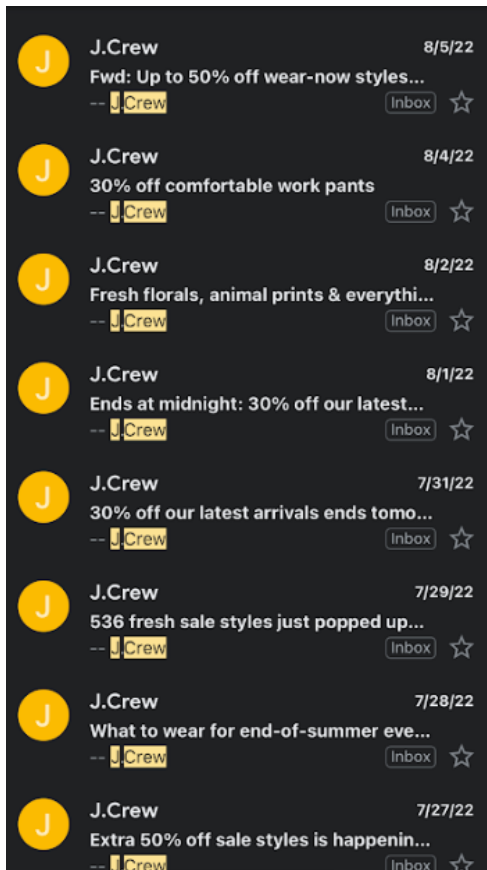 J
J.Crew 8/5/22
Fwd: Up to 50% off wear-now styles...
-- J.Crew Inbox
J
J.Crew 8/4/22
30% off comfortable work pants
-- J.Crew Inbox
J
J.Crew 8/2/22
Fresh florals, animal prints & everythi...
-- J.Crew Inbox
J
J.Crew 8/1/22
Ends at midnight: 30% off our latest...
-- J.Crew Inbox
J
J.Crew 7/31/22
30% off our latest arrivals ends tomo...
-- J.Crew Inbox
J
J.Crew 7/29/22
536 fresh sale styles just popped up...
-- J.Crew Inbox
J
J.Crew 7/28/22
What to wear for end-of-summer eve...
-- J.Crew Inbox
J
J.Crew 7/27/22
Extra 50% off sale styles is happenin...
-- J.Crew Inbox